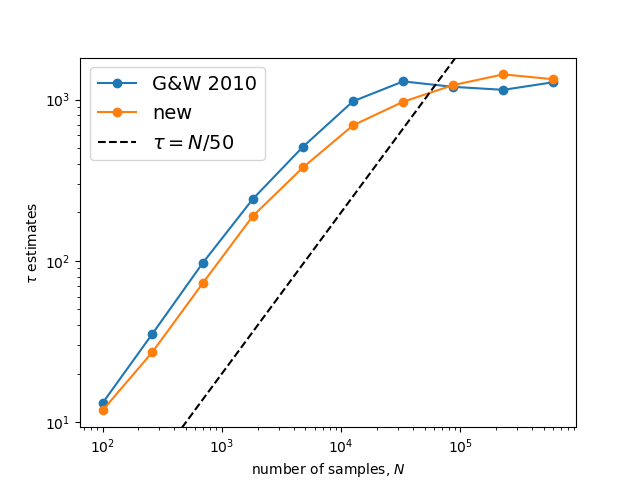 G&W 2010
new
τ = N/50
10³
10²
10¹
τ estimates
10² 10³ 10⁴ 10⁵
number of samples, N